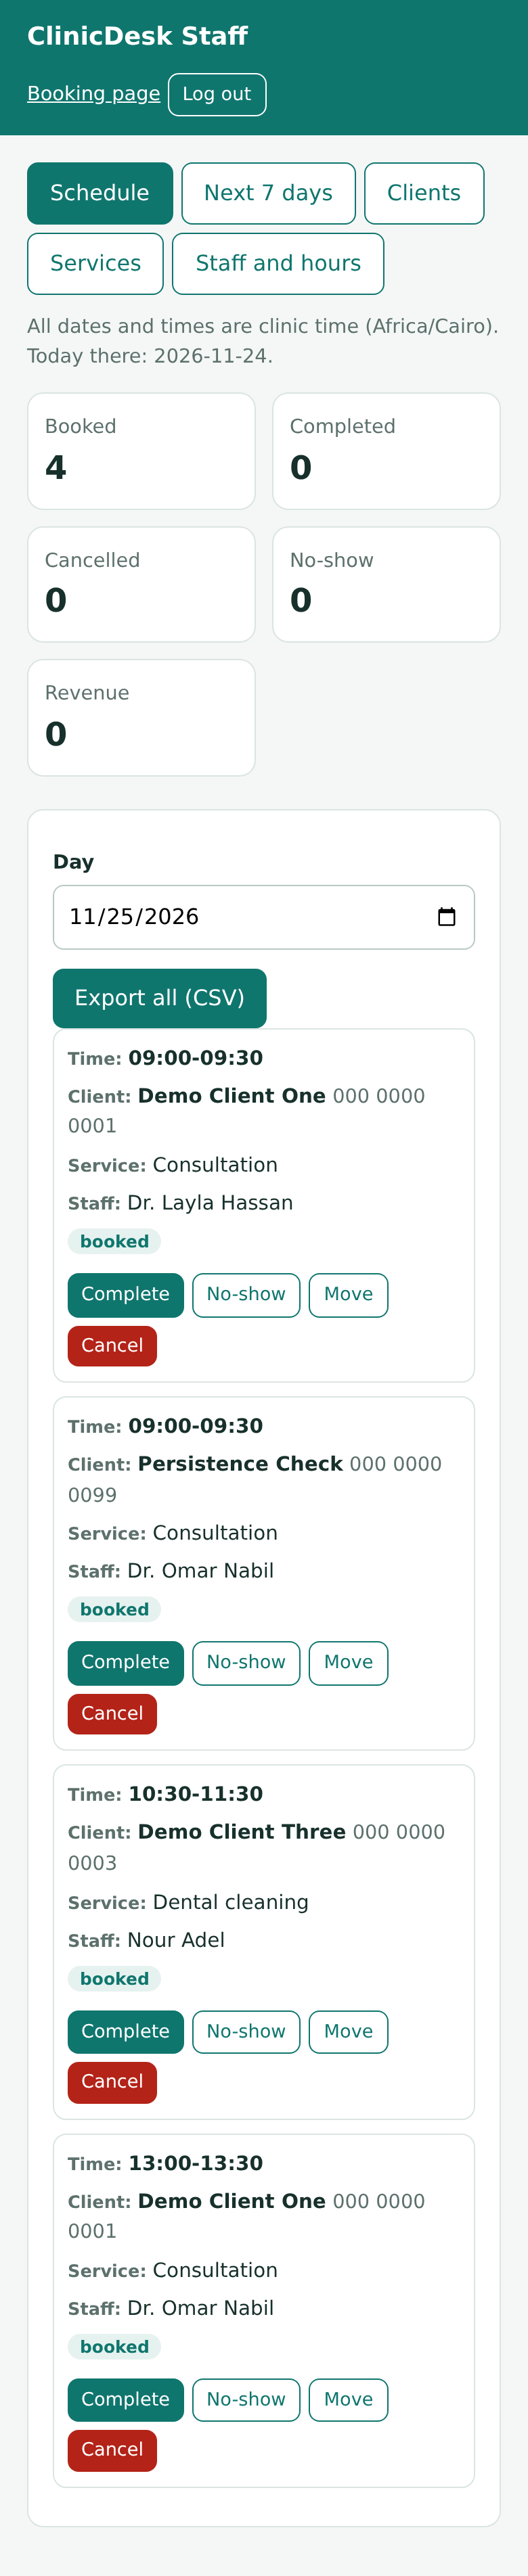 ClinicDesk Staff
Booking page Log out
Schedule Next 7 days Clients
Services Staff and hours
All dates and times are clinic time (Africa/Cairo).
Today there: 2026-11-24.
Booked Completed
4 0
Cancelled No-show
0 0
Revenue
0
Day
11/25/2026
Export all (CSV)
Time: 09:00-09:30
Client: Demo Client One 000 0000
0001
Service: Consultation
Staff: Dr. Layla Hassan
booked
Complete No-show Move
Cancel
Time: 09:00-09:30
Client: Persistence Check 000 0000
0099
Service: Consultation
Staff: Dr. Omar Nabil
booked
Complete No-show Move
Cancel
Time: 10:30-11:30
Client: Demo Client Three 000 0000
0003
Service: Dental cleaning
Staff: Nour Adel
booked
Complete No-show Move
Cancel
Time: 13:00-13:30
Client: Demo Client One 000 0000
0001
Service: Consultation
Staff: Dr. Omar Nabil
booked
Complete No-show Move
Cancel